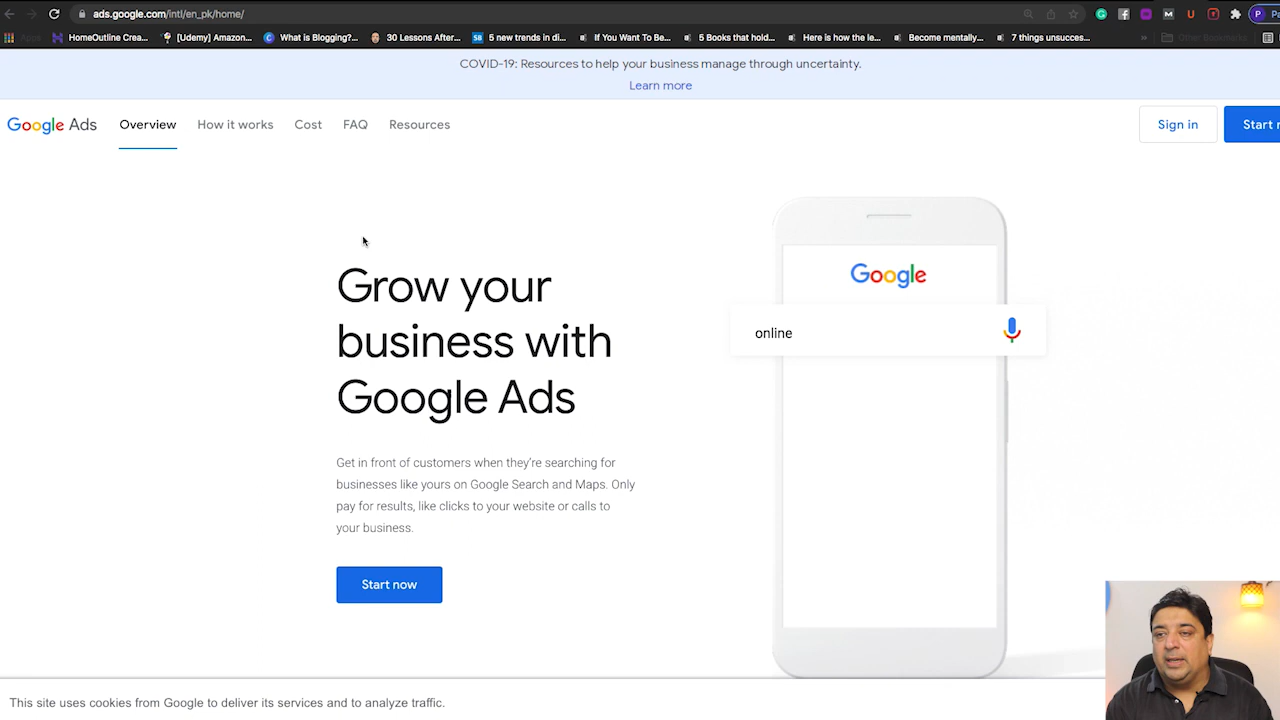 ads.google.com/intl/en_pk/home/
P
Apps
HomeOutline Crea...
[Udemy] Amazon...
What is Blogging?...
30 Lessons After...
5 new trends in di...
If You Want To Be...
5 Books that hold...
Here is how the le...
Become mentally...
7 things unsucces...
»
Other Bookmarks
COVID-19: Resources to help your business manage through uncertainty.
Learn more
Google Ads
Overview
How it works
Cost
FAQ
Resources
Sign in
Start
Google
online
Grow your
business with
Google Ads
Get in front of customers when they're searching for
businesses like yours on Google Search and Maps. Only
pay for results, like clicks to your website or calls to
your business.
Start now
This site uses cookies from Google to deliver its services and to analyze traffic.